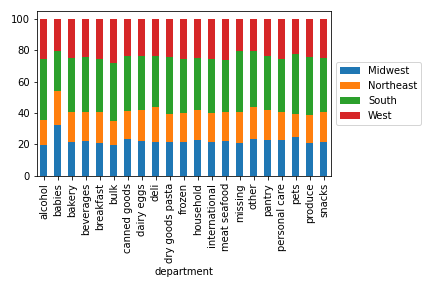 100
80
60
40
20
0
Midwest
Northeast
South
West
alcohol
babies
bakery
beverages
breakfast
bulk
canned goods
dairy eggs
deli
dry goods pasta
frozen
household
international
meat seafood
missing
other
pantry
personal care
pets
produce
snacks
department